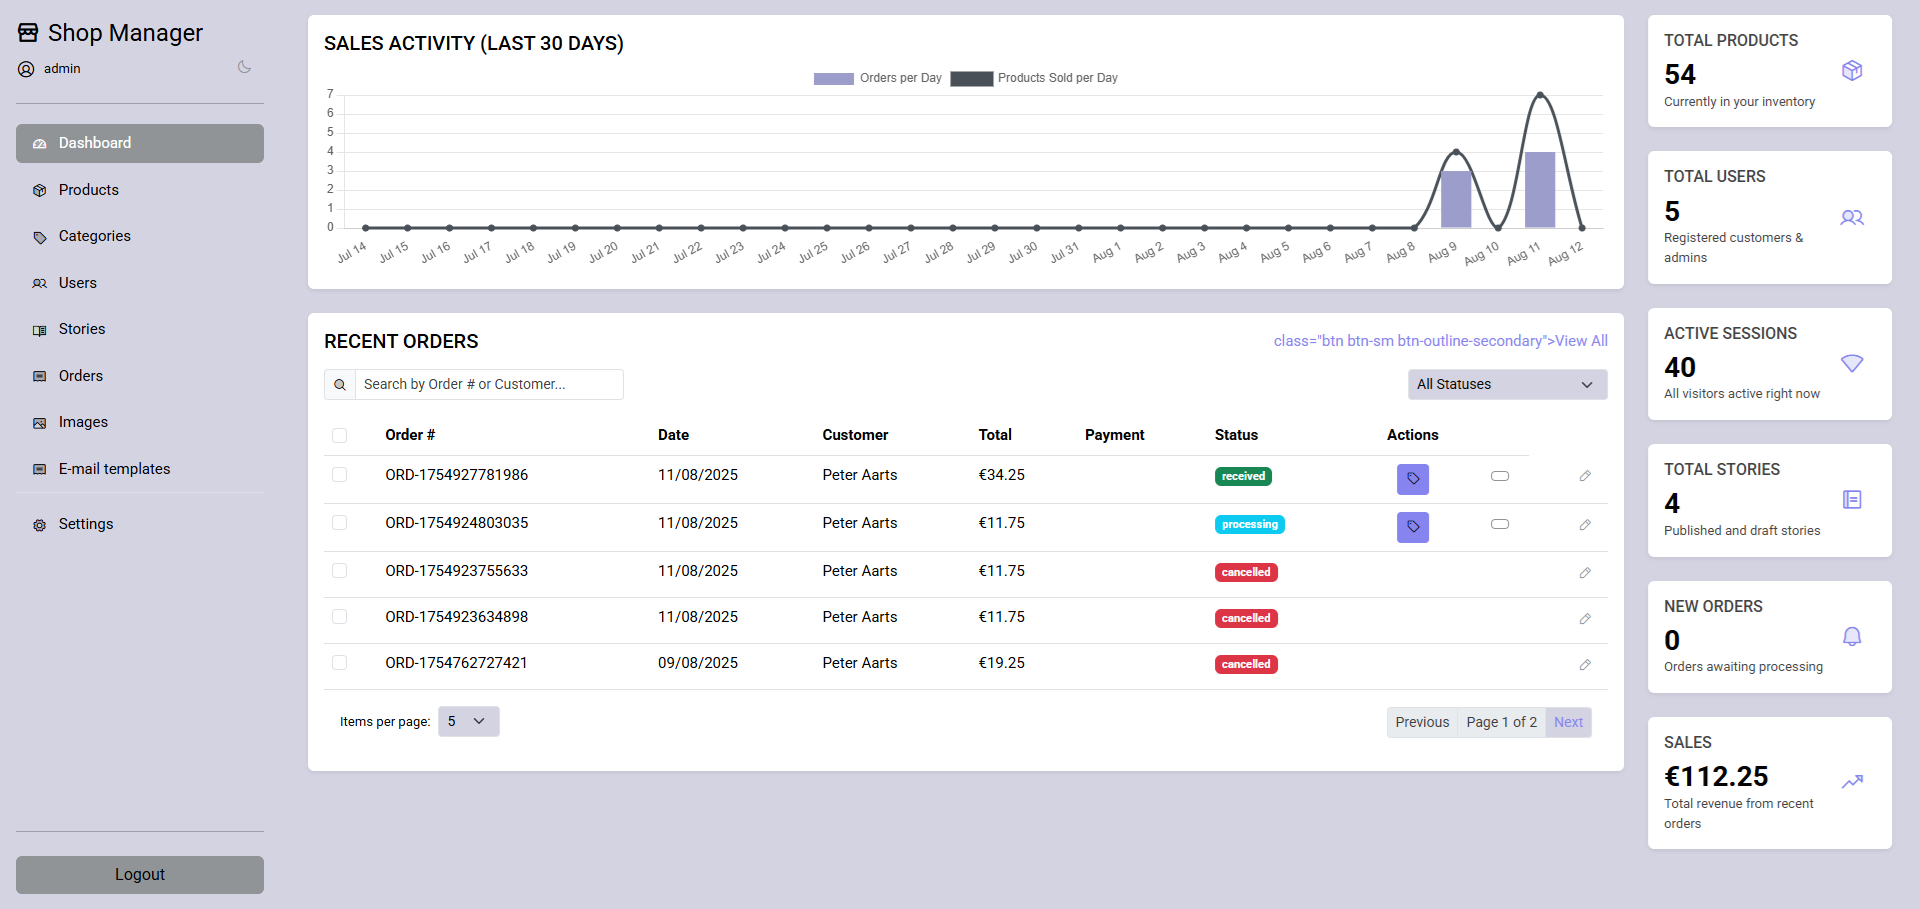 Shop Manager
admin
Dashboard
Products
Categories
Users
Stories
Orders
Images
E-mail templates
Settings
Logout
SALES ACTIVITY (LAST 30 DAYS)
Orders per Day Products Sold per Day
7
6
5
4
3
2
1
0
Jul 14 Jul 15 Jul 16 Jul 17 Jul 18 Jul 19 Jul 20 Jul 21 Jul 22 Jul 23 Jul 24 Jul 25 Jul 26 Jul 27 Jul 28 Jul 29 Jul 30 Jul 31 Aug 1 Aug 2 Aug 3 Aug 4 Aug 5 Aug 6 Aug 7 Aug 8 Aug 9 Aug 10 Aug 11 Aug 12
RECENT ORDERS class="btn btn-sm btn-outline-secondary">View All
Search by Order # or Customer... All Statuses
Order # Date Customer Total Payment Status Actions
ORD-1754927781986 11/08/2025 Peter Aarts €34.25 received
ORD-1754924803035 11/08/2025 Peter Aarts €11.75 processing
ORD-1754923755633 11/08/2025 Peter Aarts €11.75 cancelled
ORD-1754923634898 11/08/2025 Peter Aarts €11.75 cancelled
ORD-1754762727421 09/08/2025 Peter Aarts €19.25 cancelled
Items per page: 5 Previous Page 1 of 2 Next
TOTAL PRODUCTS
54
Currently in your inventory
TOTAL USERS
5
Registered customers &
admins
ACTIVE SESSIONS
40
All visitors active right now
TOTAL STORIES
4
Published and draft stories
NEW ORDERS
0
Orders awaiting processing
SALES
€112.25
Total revenue from recent
orders